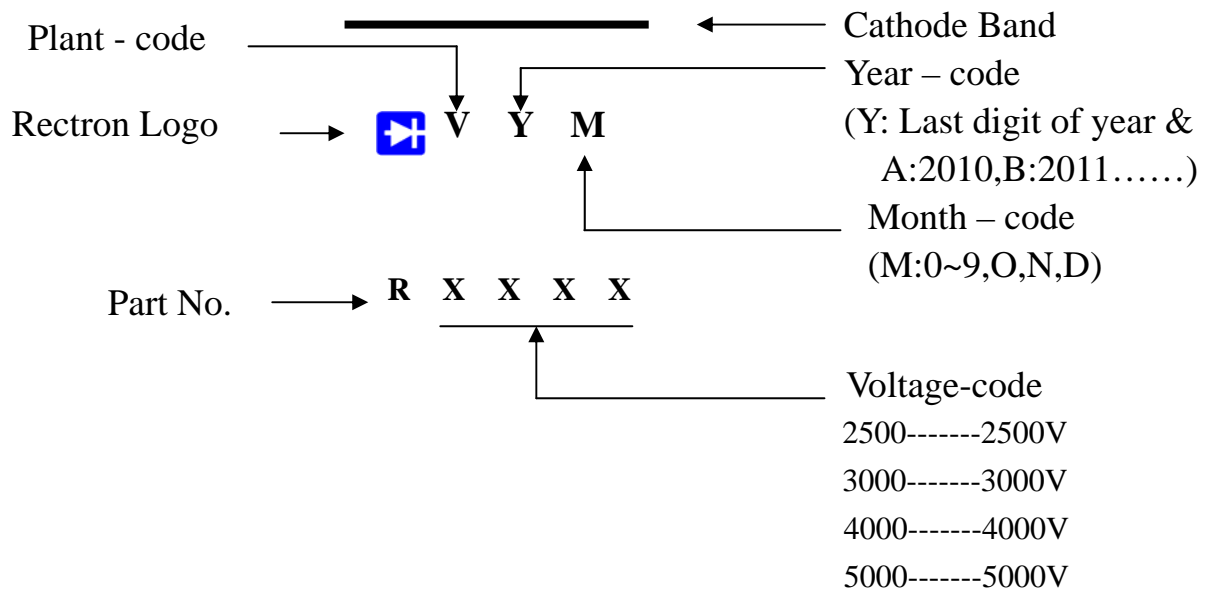 Plant - code
Cathode Band
Year – code
Rectron Logo
V Y M
(Y: Last digit of year &
A:2010,B:2011……)
Month – code
(M:0~9,O,N,D)
Part No.
R X X X X
Voltage-code
2500-------2500V
3000-------3000V
4000-------4000V
5000-------5000V